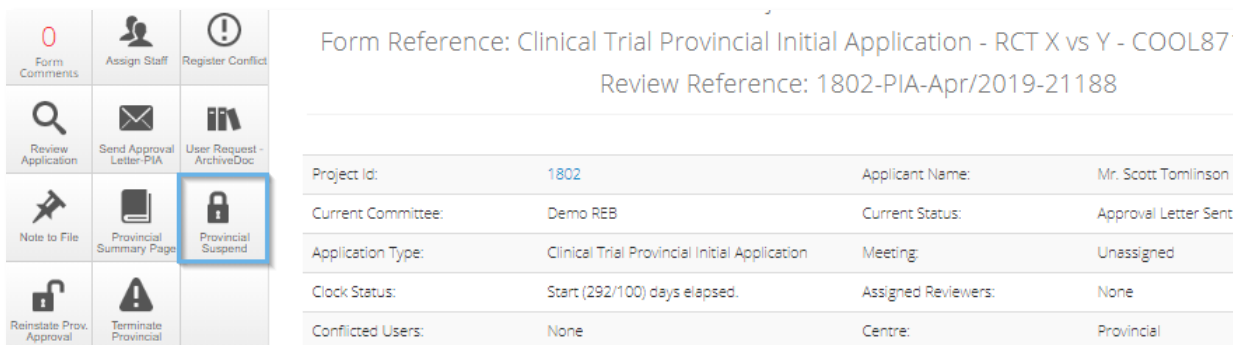 0
Form
Comments
Assign Staff
Register Conflict
Review
Application
Send Approval
Letter-PIA
User Request -
ArchiveDoc
Note to File
Provincial
Summary Page
Provincial
Suspend
Reinstate Prov.
Approval
Terminate
Provincial
Form Reference: Clinical Trial Provincial Initial Application - RCT X vs Y - COOL871
Review Reference: 1802-PIA-Apr/2019-21188
Project Id: 1802 Applicant Name: Mr. Scott Tomlinson
Current Committee: Demo REB Current Status: Approval Letter Sent
Application Type: Clinical Trial Provincial Initial Application Meeting: Unassigned
Clock Status: Start (292/100) days elapsed. Assigned Reviewers: None
Conflicted Users: None Centre: Provincial